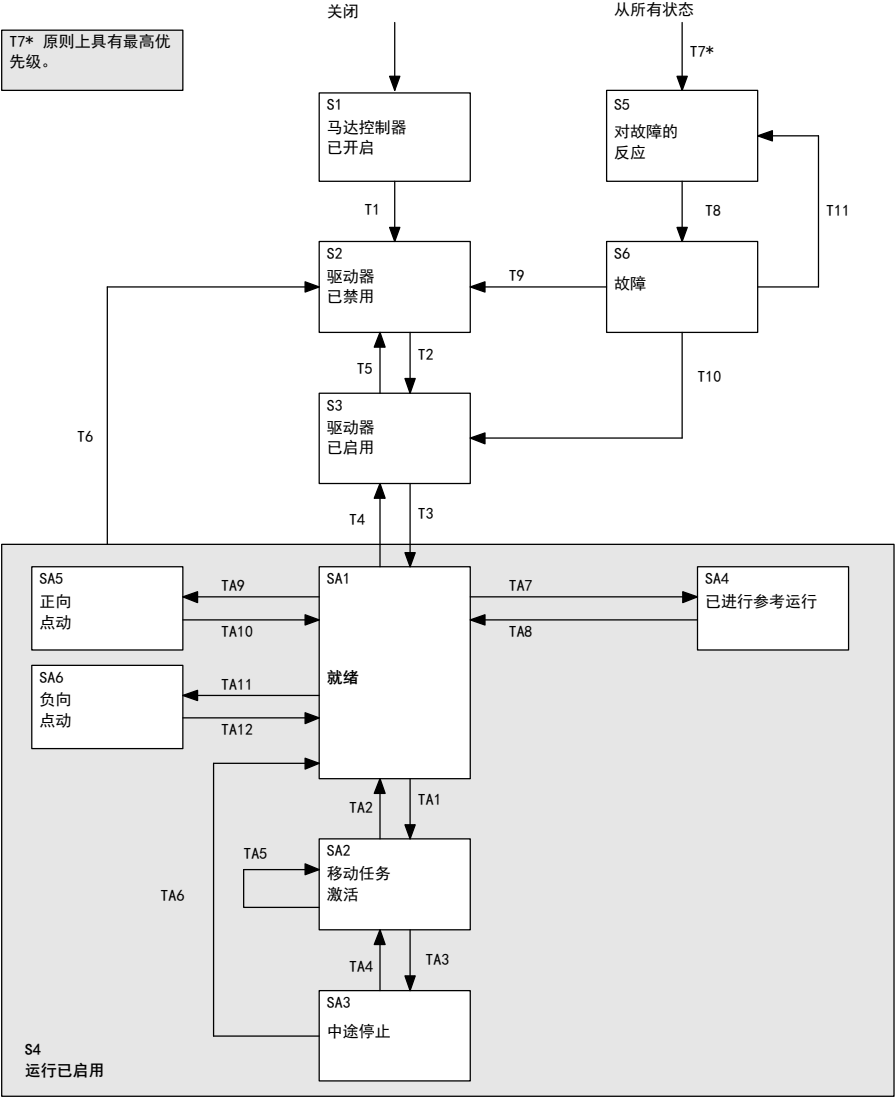 关闭
从所有状态
T7* 原则上具有最高优
先级。
T7*
S1
马达控制器
已开启
S5
对故障的
反应
T1
T8
T11
S2
驱动器
已禁用
T9
S6
故障
T5
T2
T10
S3
驱动器
已启用
T6
T4
T3
SA5
正向
点动
TA9
TA10
SA1
就绪
TA7
TA8
SA4
已进行参考运行
SA6
负向
点动
TA11
TA12
TA2
TA1
TA5
SA2
移动任务
激活
TA6
TA4
TA3
SA3
中途停止
S4
运行已启用